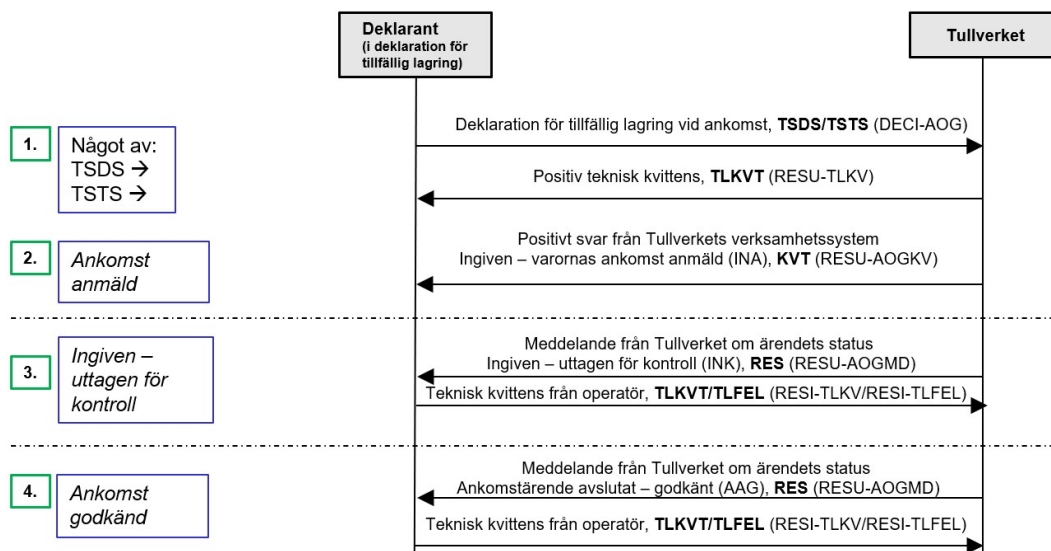 Deklarant
(i deklaration för
tillfällig lagring)
Tullverket
1.
Något av:
TSDS →
TSTS →
Deklaration för tillfällig lagring vid ankomst, TSDS/TSTS (DECI-AOG)
Positiv teknisk kvittens, TLKVT (RESU-TLKV)
2.
Ankomst
anmäld
Positivt svar från Tullverkets verksamhetssystem
Ingiven – varornas ankomst anmäld (INA), KVT (RESU-AOGKV)
3.
Ingiven –
uttagen för
kontroll
Meddelande från Tullverket om ärendets status
Ingiven – uttagen för kontroll (INK), RES (RESU-AOGMD)
Teknisk kvittens från operatör, TLKVT/TLFEL (RESI-TLKV/RESI-TLFEL)
4.
Ankomst
godkänd
Meddelande från Tullverket om ärendets status
Ankomstärende avslutat – godkänt (AAG), RES (RESU-AOGMD)
Teknisk kvittens från operatör, TLKVT/TLFEL (RESI-TLKV/RESI-TLFEL)